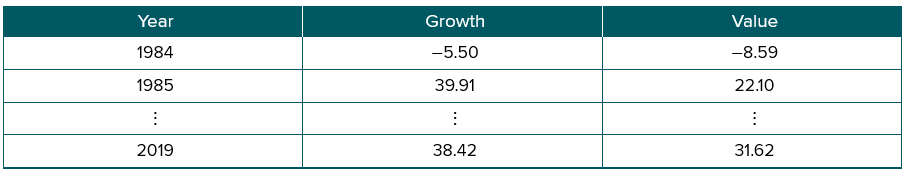 Year Growth Value
1984 –5.50 –8.59
1985 39.91 22.10
⋮ ⋮ ⋮
2019 38.42 31.62